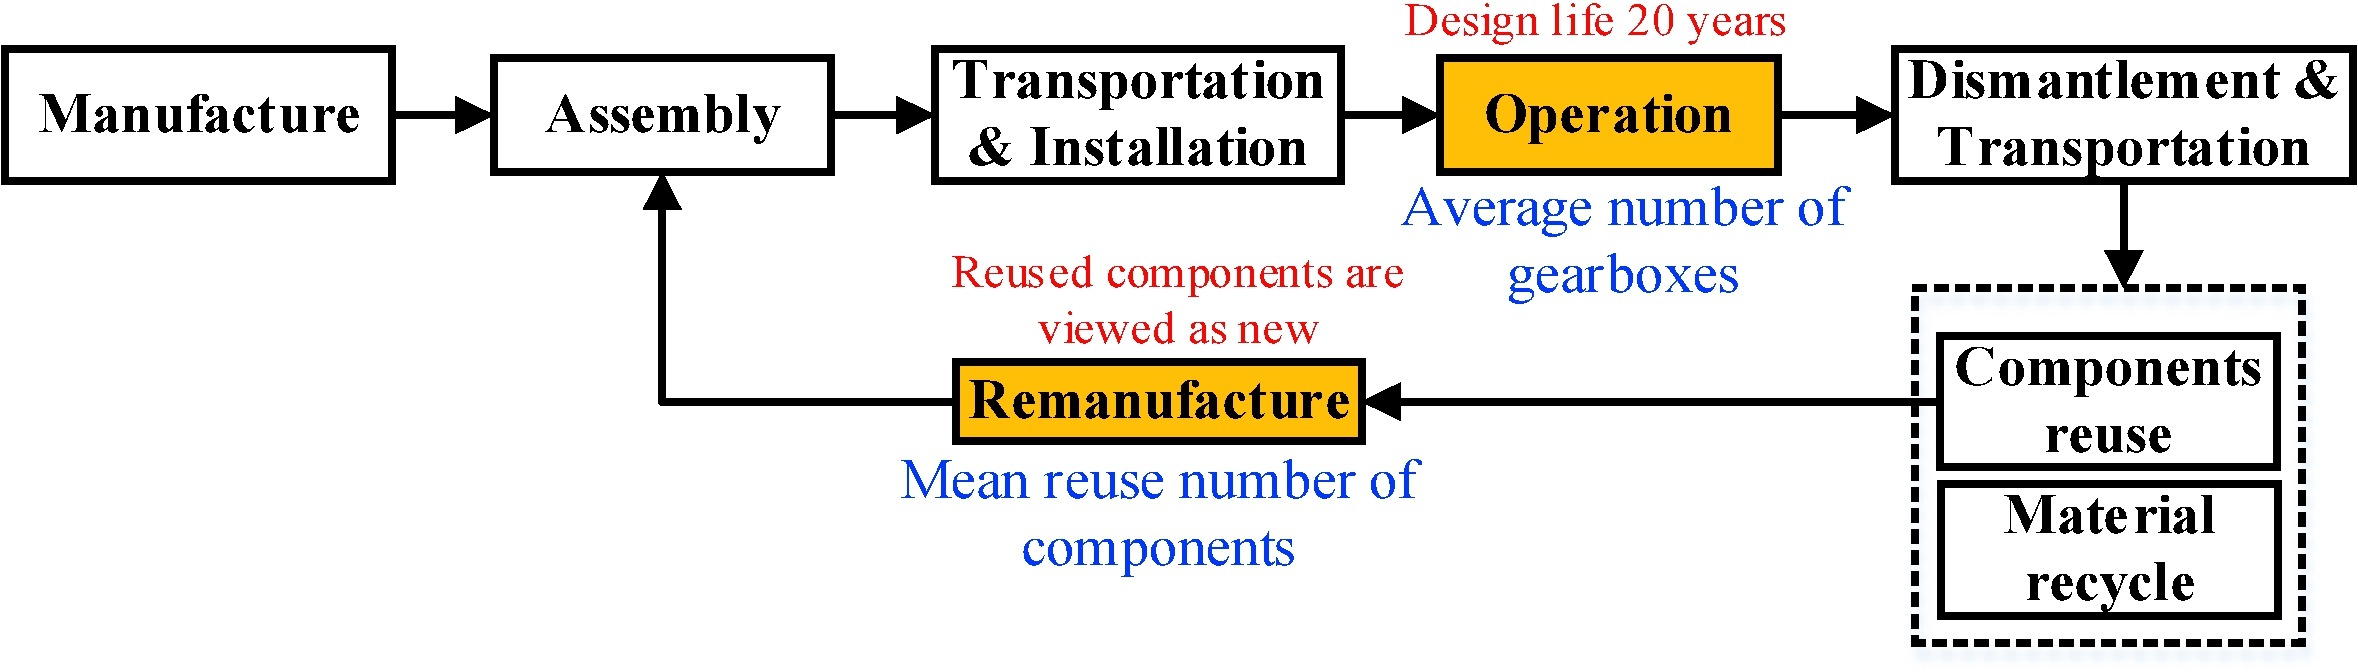 Design life 20 years
Manufacture
Assembly
Transportation
& Installation
Operation
Dismantlement &
Transportation
Average number of
gearboxes
Reused components are
viewed as new
Remanufacture
Mean reuse number of
components
Components
reuse
Material
recycle